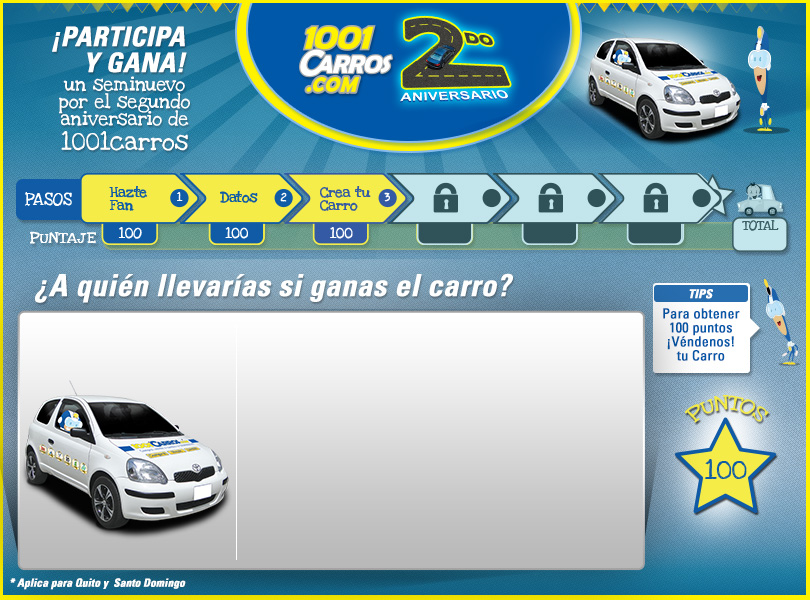 ¡PARTICIPA
Y GANA!
un seminuevo
por el segundo
aniversario de
1001carros
1001
CARROS
.COM
2DO
ANIVERSARIO
PASOS
Hazte
Fan
1
Datos
2
Crea tu
Carro
3
PUNTAJE
100
100
100
TOTAL
¿A quién llevarías si ganas el carro?
TIPS
Para obtener
100 puntos
¡Véndenos!
tu Carro
PUNTOS
100
* Aplica para Quito y Santo Domingo